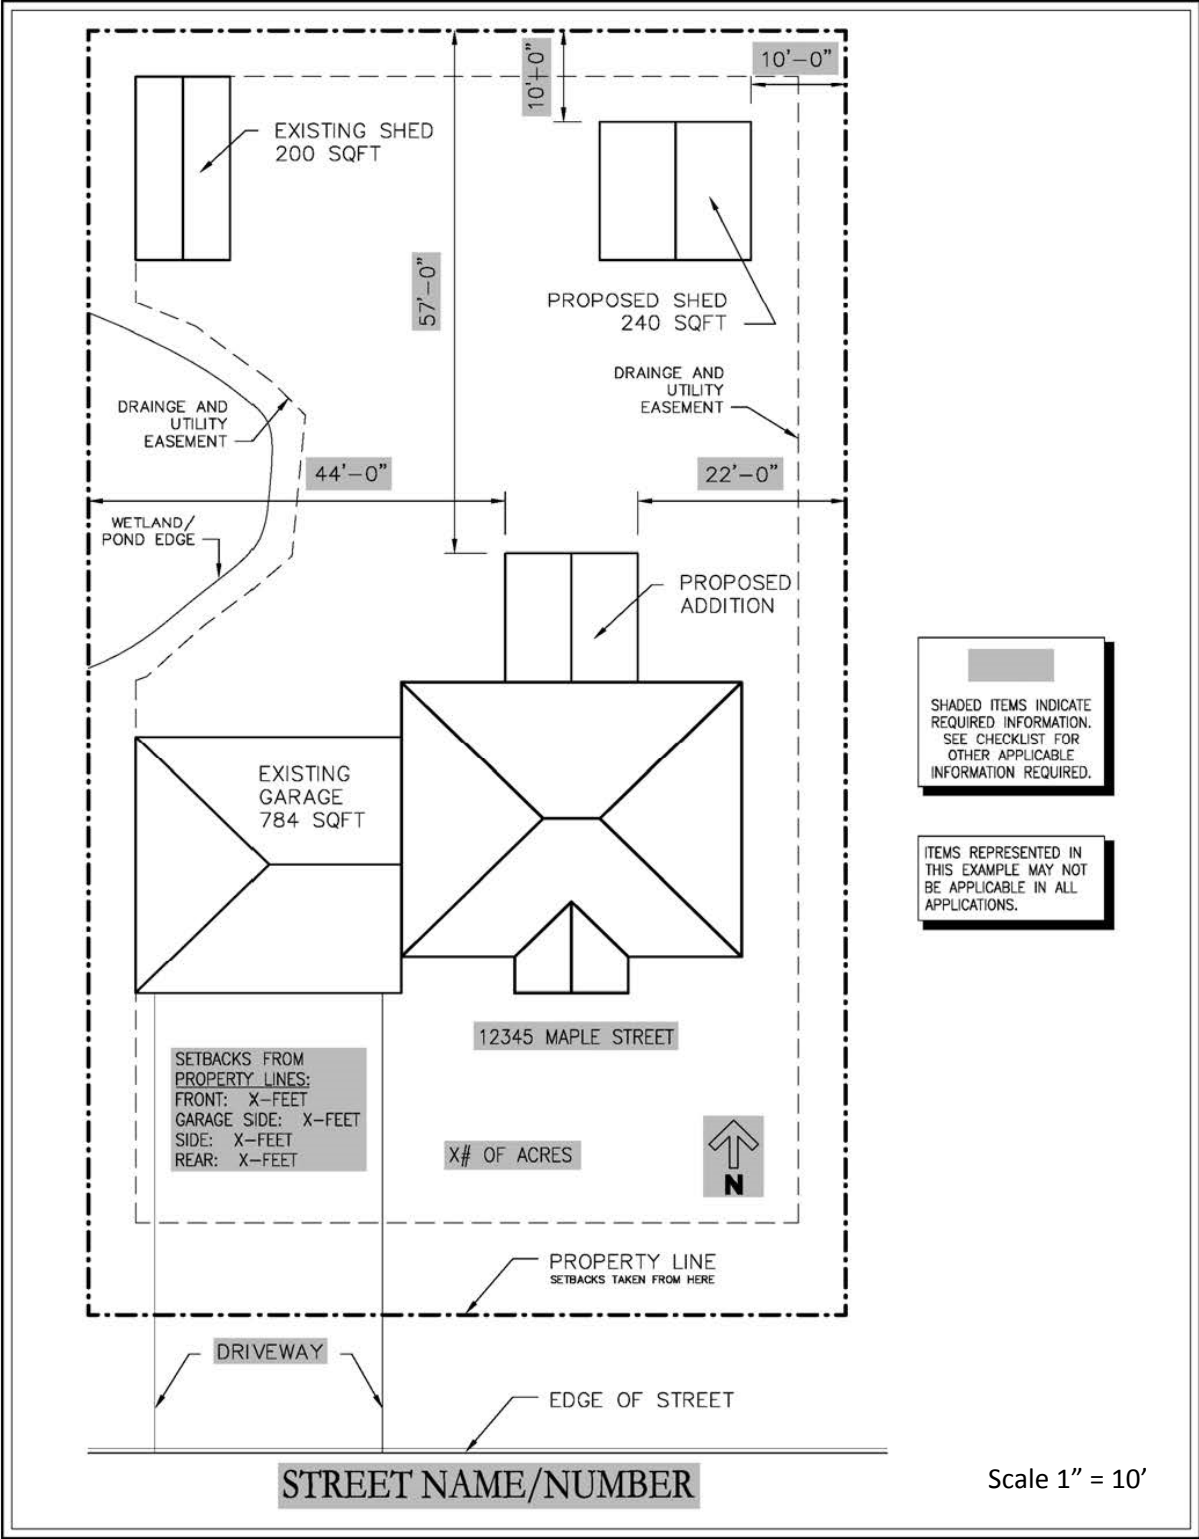 10'-0"
10'-0"
EXISTING SHED
200 SQFT
57'-0"
PROPOSED SHED
240 SQFT
DRAINGE AND
UTILITY
EASEMENT
DRAINGE AND
UTILITY
EASEMENT
44'-0"
22'-0"
WETLAND/
POND EDGE
PROPOSED
ADDITION
SHADED ITEMS INDICATE
REQUIRED INFORMATION.
SEE CHECKLIST FOR
OTHER APPLICABLE
INFORMATION REQUIRED.
EXISTING
GARAGE
784 SQFT
ITEMS REPRESENTED IN
THIS EXAMPLE MAY NOT
BE APPLICABLE IN ALL
APPLICATIONS.
12345 MAPLE STREET
SETBACKS FROM
PROPERTY LINES:
FRONT: X-FEET
GARAGE SIDE: X-FEET
SIDE: X-FEET
REAR: X-FEET
X# OF ACRES
N
PROPERTY LINE
SETBACKS TAKEN FROM HERE
DRIVEWAY
EDGE OF STREET
STREET NAME/NUMBER
Scale 1” = 10’